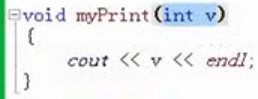 void myPrint(int v)
{
cout << v << endl;
}